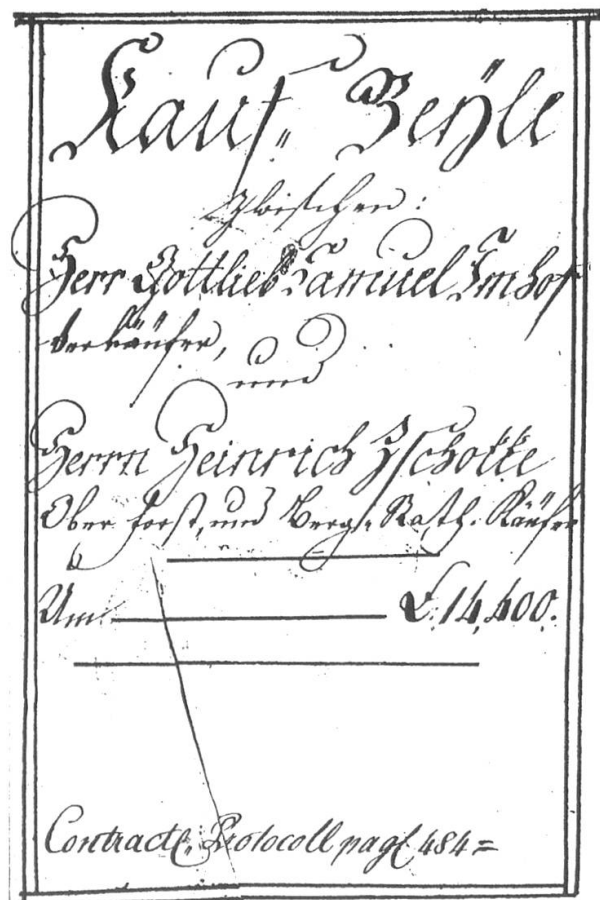 Kauf-Beÿle
zwischen:
Herr Gottlieb Samuel Imhof
Verkäufer,
und
Herrn Heinrich Zschokke
Ober Forst, und Berg-Rath. Käufer
Um £.14,400.
Contracte, Protocoll pag. 484=